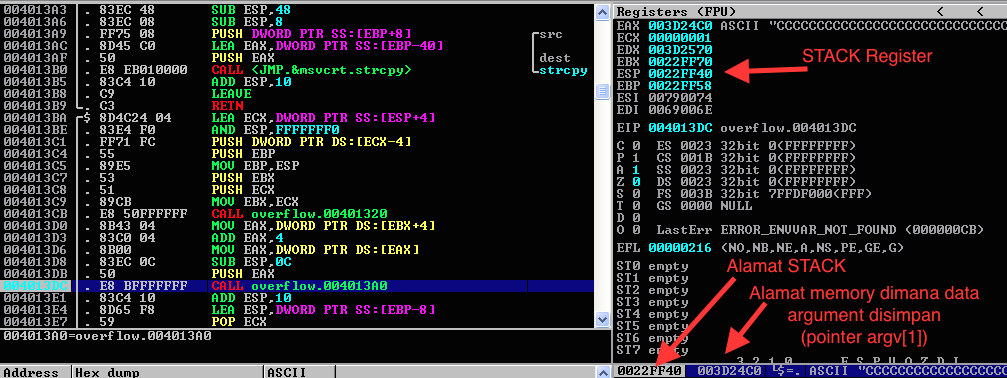 004013A3 . 83EC 48 SUB ESP,48
004013A6 . 83EC 08 SUB ESP,8
004013A9 . FF75 08 PUSH DWORD PTR SS:[EBP+8] src
004013AC . 8D45 C0 LEA EAX,DWORD PTR SS:[EBP-40]
004013AF . 50 PUSH EAX dest
004013B0 . E8 EB010000 CALL <JMP.&msvcrt.strcpy> strcpy
004013B5 . 83C4 10 ADD ESP,10
004013B8 . C9 LEAVE
004013B9 . C3 RETN
004013BA $ 8D4C24 04 LEA ECX,DWORD PTR SS:[ESP+4]
004013BE . 83E4 F0 AND ESP,FFFFFFF0
004013C1 . FF71 FC PUSH DWORD PTR DS:[ECX-4]
004013C4 . 55 PUSH EBP
004013C5 . 89E5 MOV EBP,ESP
004013C7 . 53 PUSH EBX
004013C8 . 51 PUSH ECX
004013C9 . 89CB MOV EBX,ECX
004013CB . E8 50FFFFFF CALL overflow.00401320
004013D0 . 8B43 04 MOV EAX,DWORD PTR DS:[EBX+4]
004013D3 . 83C0 04 ADD EAX,4
004013D6 . 8B00 MOV EAX,DWORD PTR DS:[EAX]
004013D8 . 83EC 0C SUB ESP,0C
004013DB . 50 PUSH EAX
004013DC . E8 BFFFFFFF CALL overflow.004013A0
004013E1 . 83C4 10 ADD ESP,10
004013E4 . 8D65 F8 LEA ESP,DWORD PTR SS:[EBP-8]
004013E7 . 59 POP ECX
004013A0=overflow.004013A0
Address Hex dump ASCII
Registers (FPU) < <
EAX 003D24C0 ASCII "CCCCCCCCCCCCCCCCCCCCCCCCCCCC
ECX 00000001
EDX 003D2570
EBX 0022FF70
ESP 0022FF40
EBP 0022FF58
ESI 00790074
EDI 0069006E
STACK Register
EIP 004013DC overflow.004013DC
C 0 ES 0023 32bit 0(FFFFFFFF)
P 1 CS 001B 32bit 0(FFFFFFFF)
A 1 SS 0023 32bit 0(FFFFFFFF)
Z 0 DS 0023 32bit 0(FFFFFFFF)
S 0 FS 003B 32bit 7FFDF000(FFF)
T 0 GS 0000 NULL
D 0
O 0 LastErr ERROR_ENVVAR_NOT_FOUND (000000CB)
EFL 00000216 (NO,NB,NE,A,NS,PE,GE,G)
ST0 empty
ST1 empty
ST2 empty
ST3 empty
ST4 empty
ST5 empty
ST6 empty
ST7 empty
Alamat STACK
Alamat memory dimana data
argument disimpan
(pointer argv[1])
3 2 1 0 E S P U O Z D I
0022FF40 003D24C0 └$=. ASCII "CCCCCCCCCCCCCCCCC